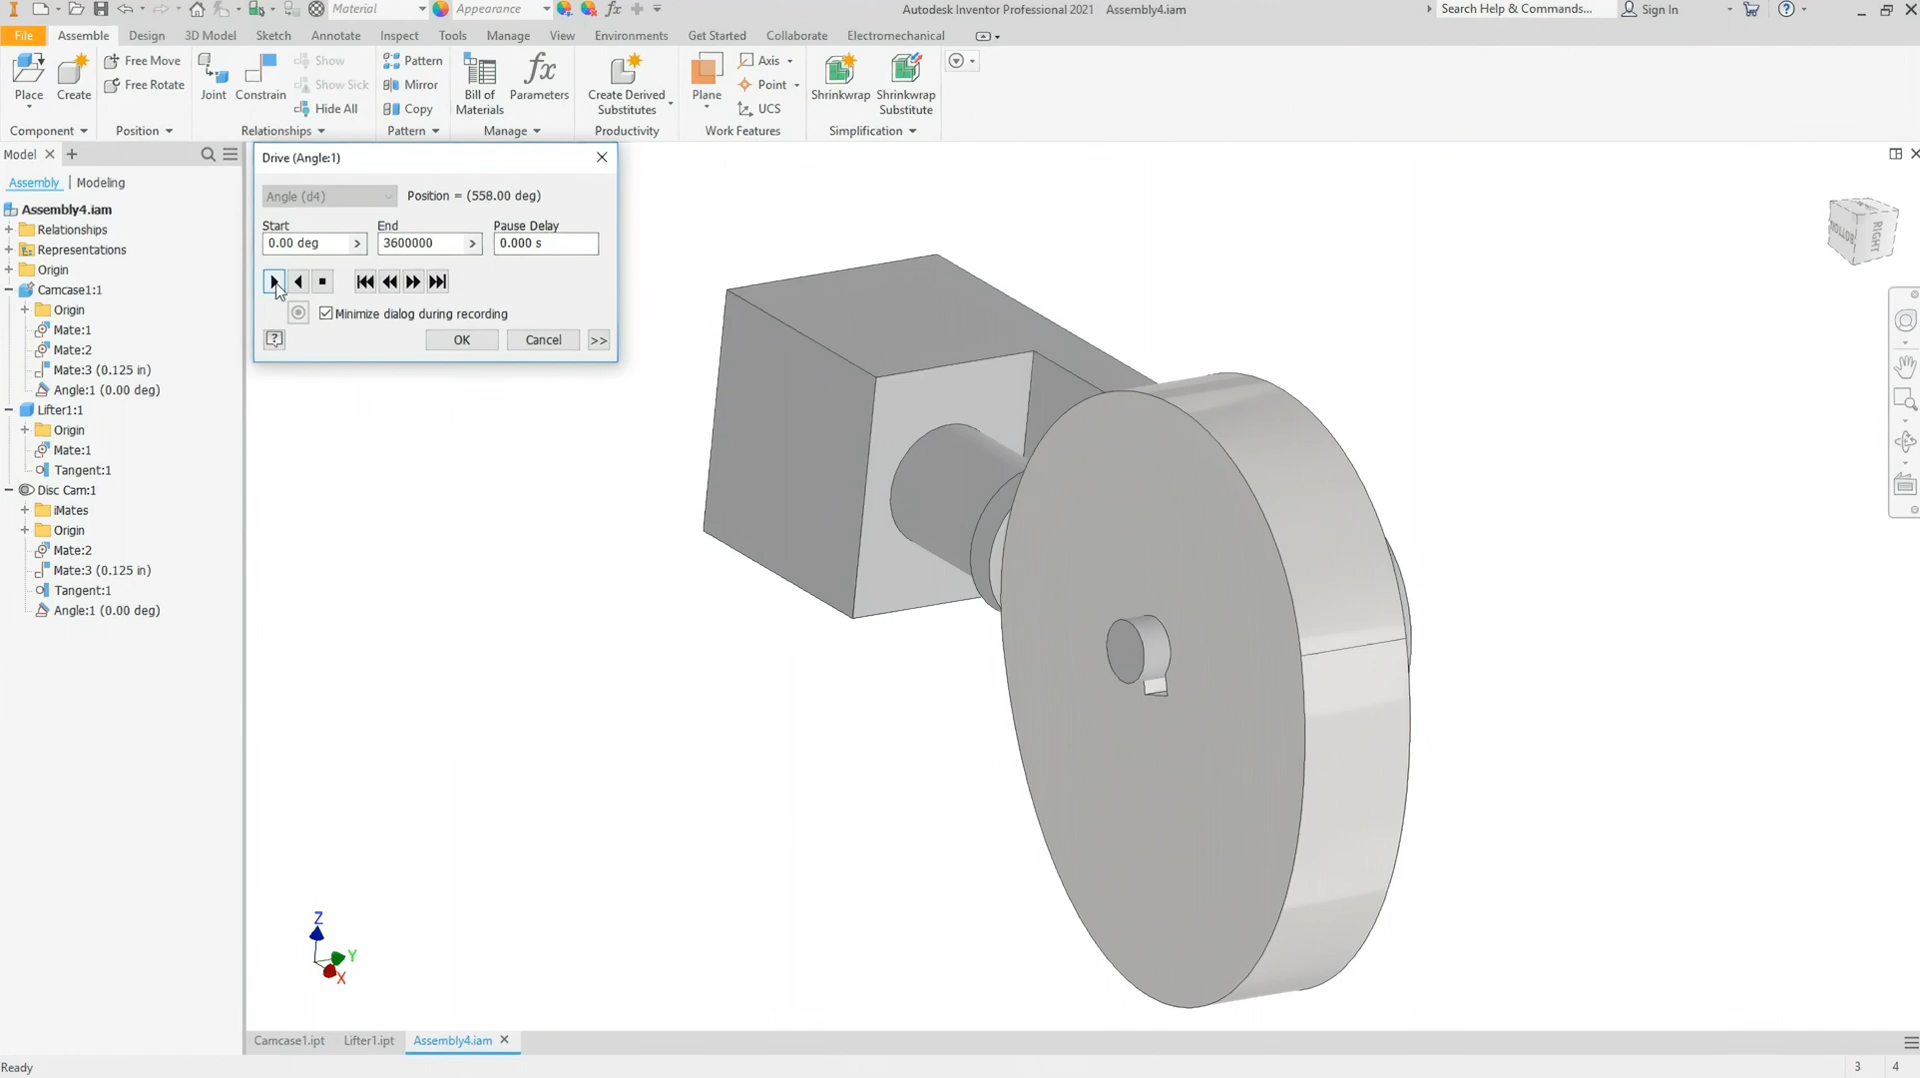 Material
Appearance
fx
Autodesk Inventor Professional 2021 Assembly4.iam
Search Help & Commands...
Sign In
File
Assemble
Design
3D Model
Sketch
Annotate
Inspect
Tools
Manage
View
Environments
Get Started
Collaborate
Electromechanical
Place
Create
Free Move
Free Rotate
Component
Position
Joint
Constrain
Show
Show Sick
Hide All
Relationships
Pattern
Mirror
Copy
Pattern
Bill of
Materials
fx
Parameters
Manage
Create Derived
Substitutes
Productivity
Plane
Axis
Point
UCS
Work Features
Shrinkwrap
Shrinkwrap
Substitute
Simplification
Model
Assembly | Modeling
Assembly4.iam
Relationships
Representations
Origin
Camcase1:1
Origin
Mate:1
Mate:2
Mate:3 (0.125 in)
Angle:1 (0.00 deg)
Lifter1:1
Origin
Mate:1
Tangent:1
Disc Cam:1
iMates
Origin
Mate:2
Mate:3 (0.125 in)
Tangent:1
Angle:1 (0.00 deg)
Drive (Angle:1)
Angle (d4)
Position = (558.00 deg)
Start
End
Pause Delay
0.00 deg
3600000
0.000 s
Minimize dialog during recording
OK
Cancel
>>
BOTTOM
RIGHT
Z
Y
X
Camcase1.ipt
Lifter1.ipt
Assembly4.iam
Ready
3
4